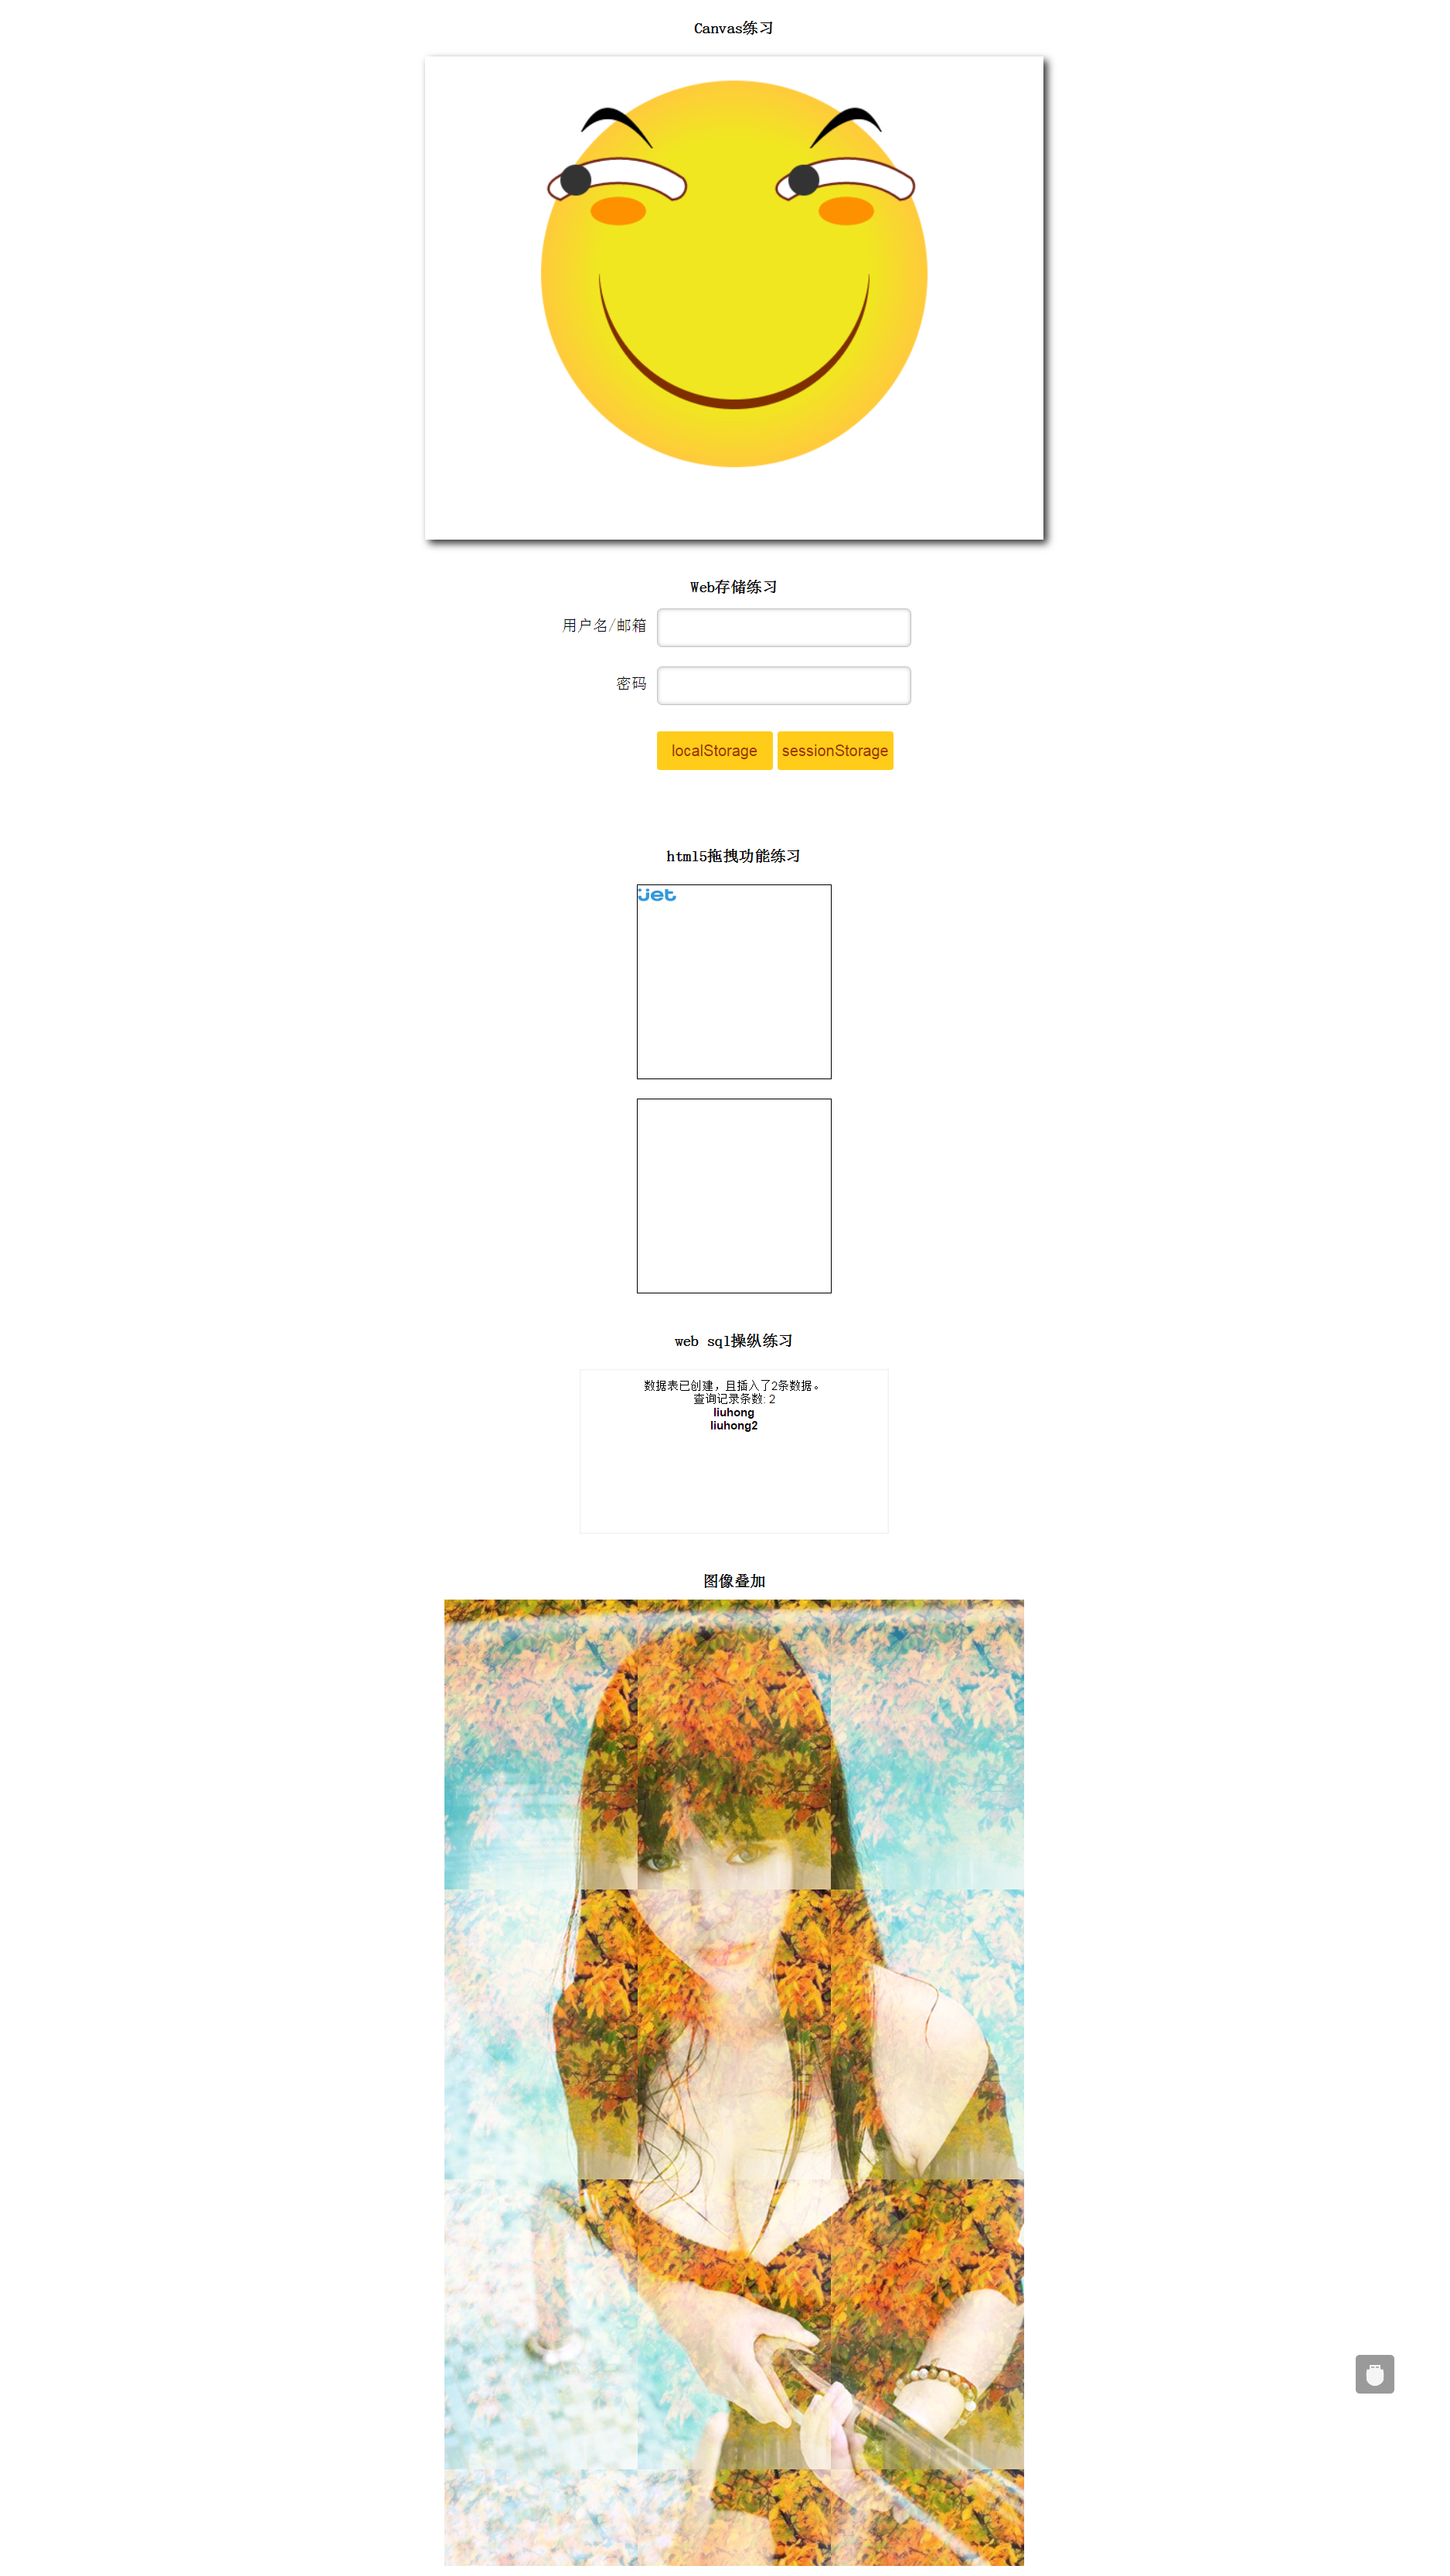 Canvas练习
Web存储练习
用户名/邮箱
密码
localStorage sessionStorage
html5拖拽功能练习
jet
web sql操纵练习
数据表已创建，且插入了2条数据。
查询记录条数: 2
liuhong
liuhong2
图像叠加